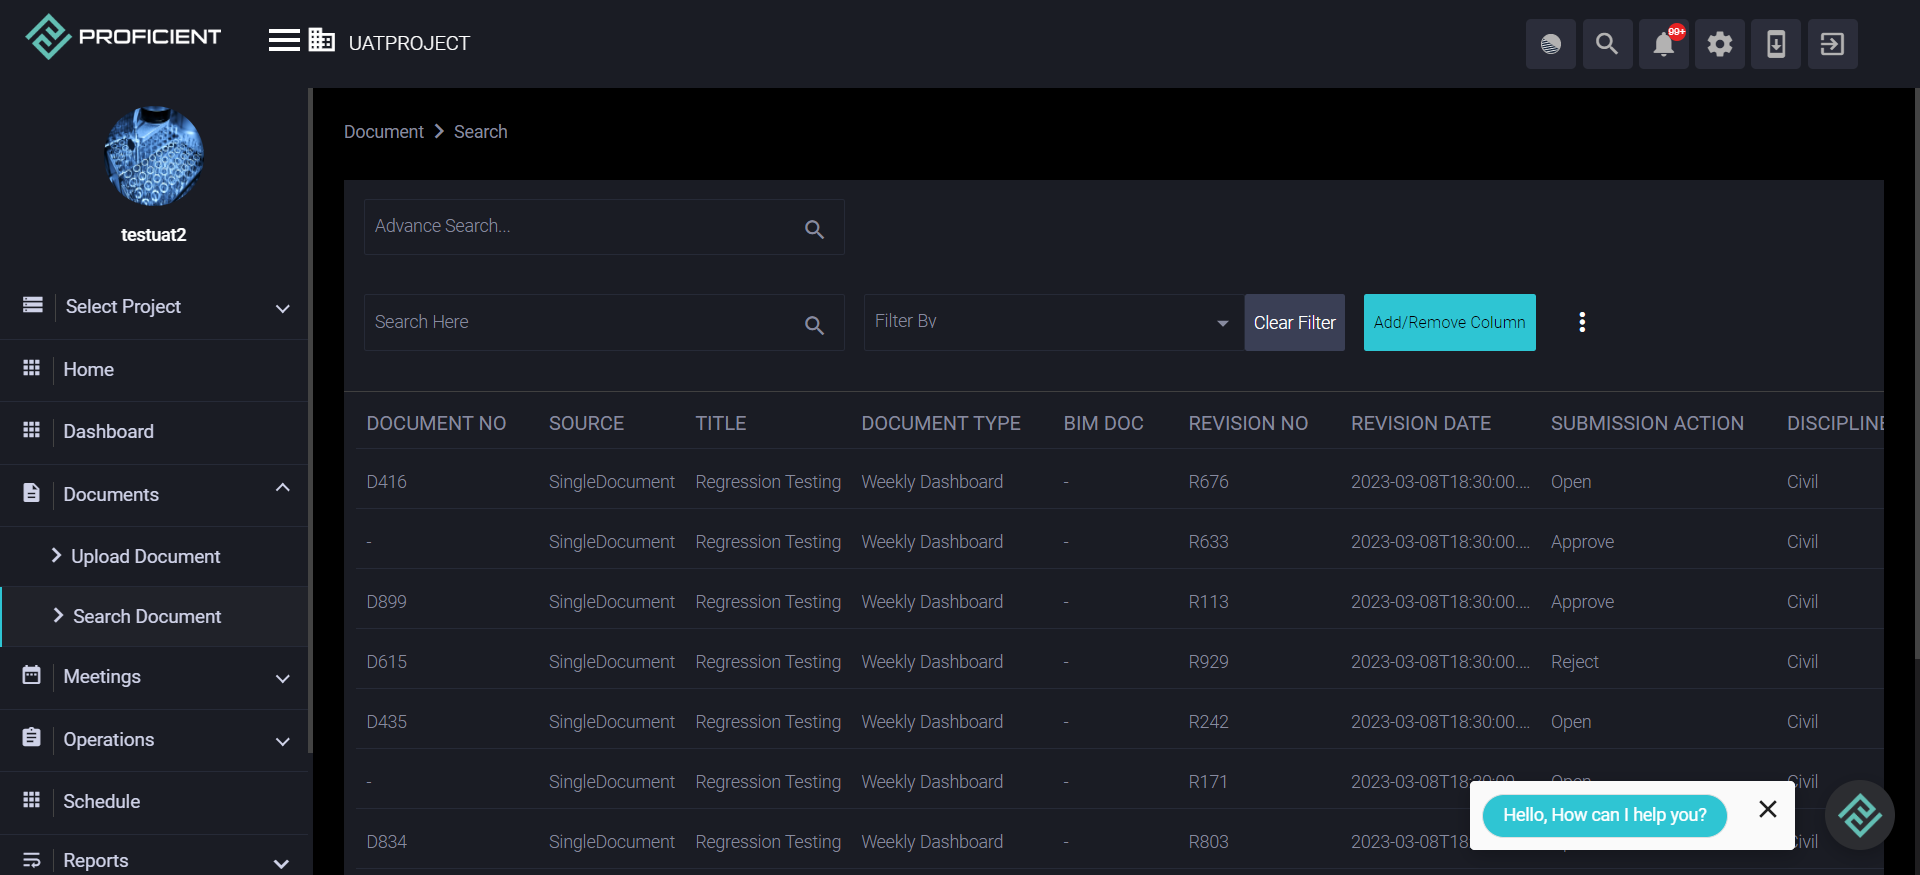 PROFICIENT
UATPROJECT
99+
testuat2
Select Project
Home
Dashboard
Documents
Upload Document
Search Document
Meetings
Operations
Schedule
Reports
Document > Search
Advance Search...
Search Here
Filter By
Clear Filter
Add/Remove Column
DOCUMENT NO SOURCE TITLE DOCUMENT TYPE BIM DOC REVISION NO REVISION DATE SUBMISSION ACTION DISCIPLINE
D416 SingleDocument Regression Testing Weekly Dashboard - R676 2023-03-08T18:30:00.... Open Civil
- SingleDocument Regression Testing Weekly Dashboard - R633 2023-03-08T18:30:00.... Approve Civil
D899 SingleDocument Regression Testing Weekly Dashboard - R113 2023-03-08T18:30:00.... Approve Civil
D615 SingleDocument Regression Testing Weekly Dashboard - R929 2023-03-08T18:30:00.... Reject Civil
D435 SingleDocument Regression Testing Weekly Dashboard - R242 2023-03-08T18:30:00.... Open Civil
- SingleDocument Regression Testing Weekly Dashboard - R171 2023-03-08T18:30:00.... Open Civil
D834 SingleDocument Regression Testing Weekly Dashboard - R803 2023-03-08T18 Civil
Hello, How can I help you?